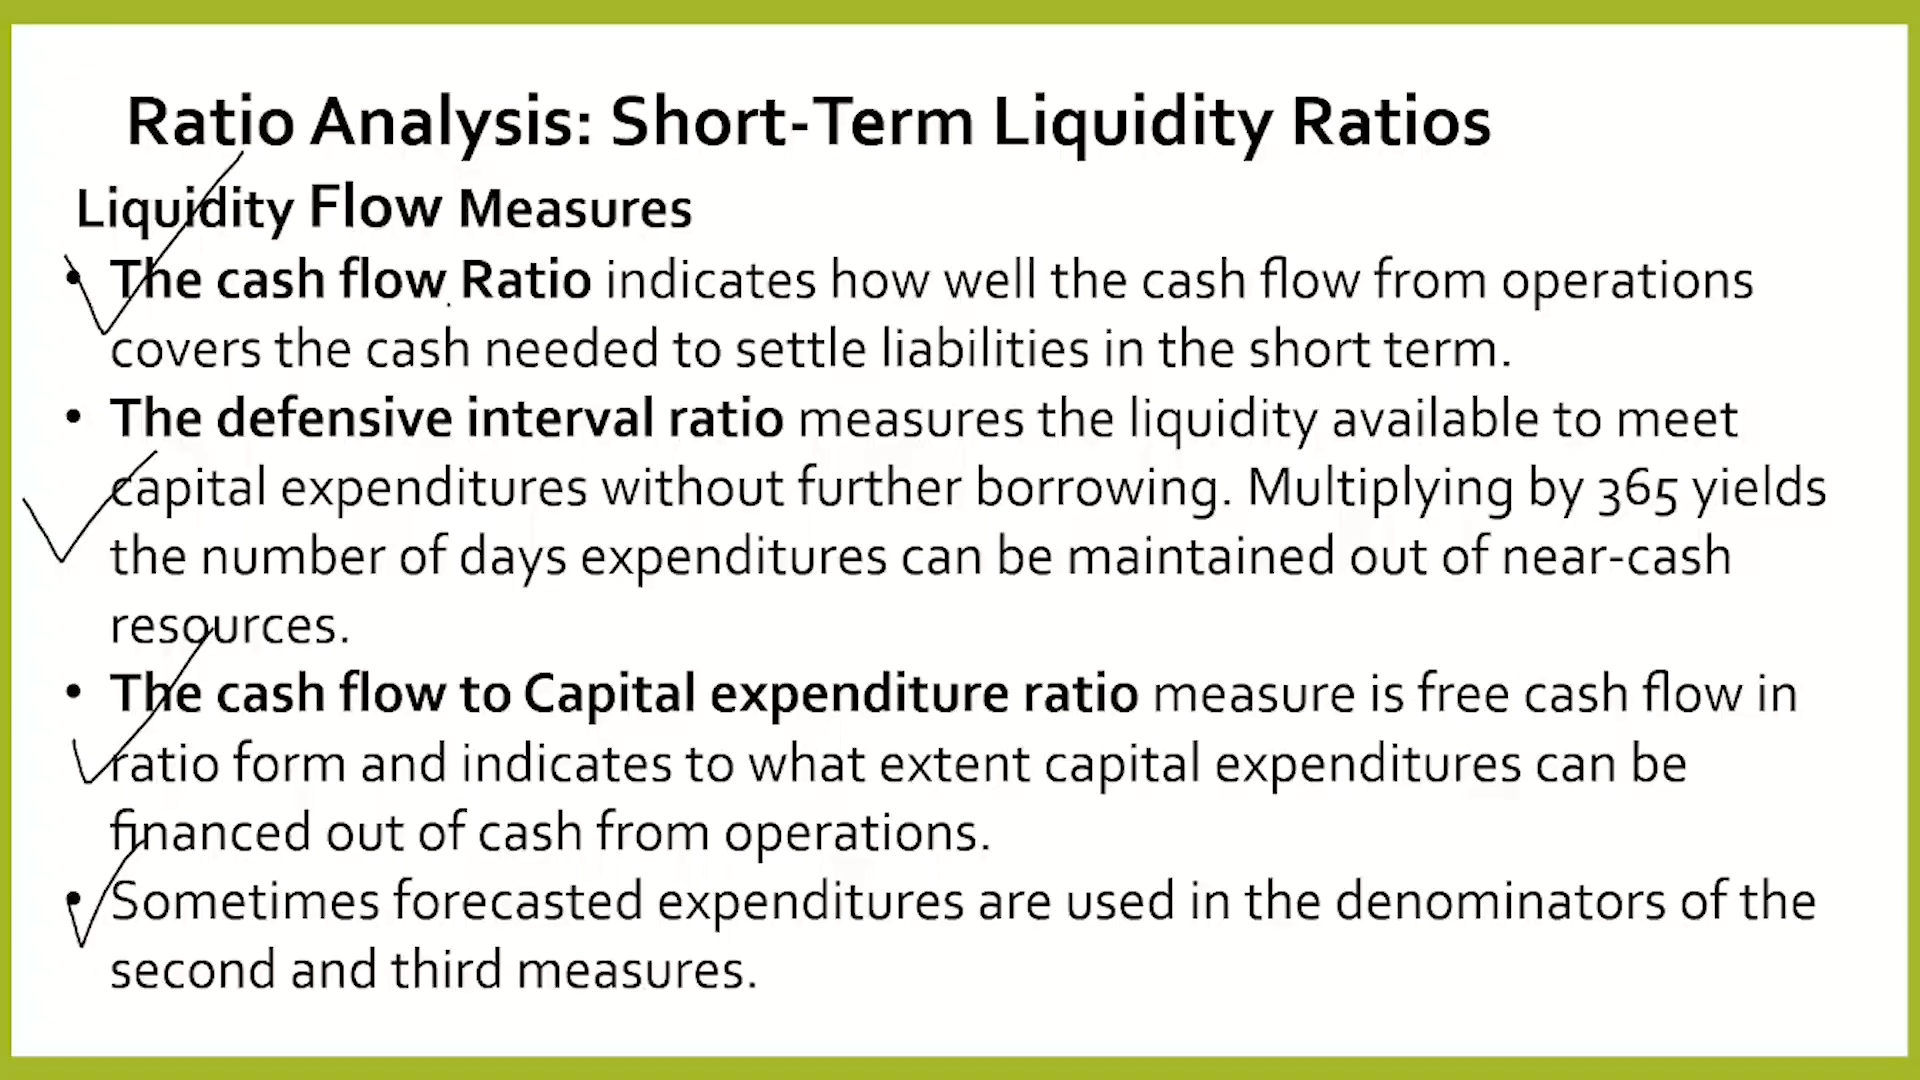 Ratio Analysis: Short-Term Liquidity Ratios
Liquidity Flow Measures
• The cash flow Ratio indicates how well the cash flow from operations
covers the cash needed to settle liabilities in the short term.
• The defensive interval ratio measures the liquidity available to meet
capital expenditures without further borrowing. Multiplying by 365 yields
the number of days expenditures can be maintained out of near-cash
resources.
• The cash flow to Capital expenditure ratio measure is free cash flow in
ratio form and indicates to what extent capital expenditures can be
financed out of cash from operations.
• Sometimes forecasted expenditures are used in the denominators of the
second and third measures.